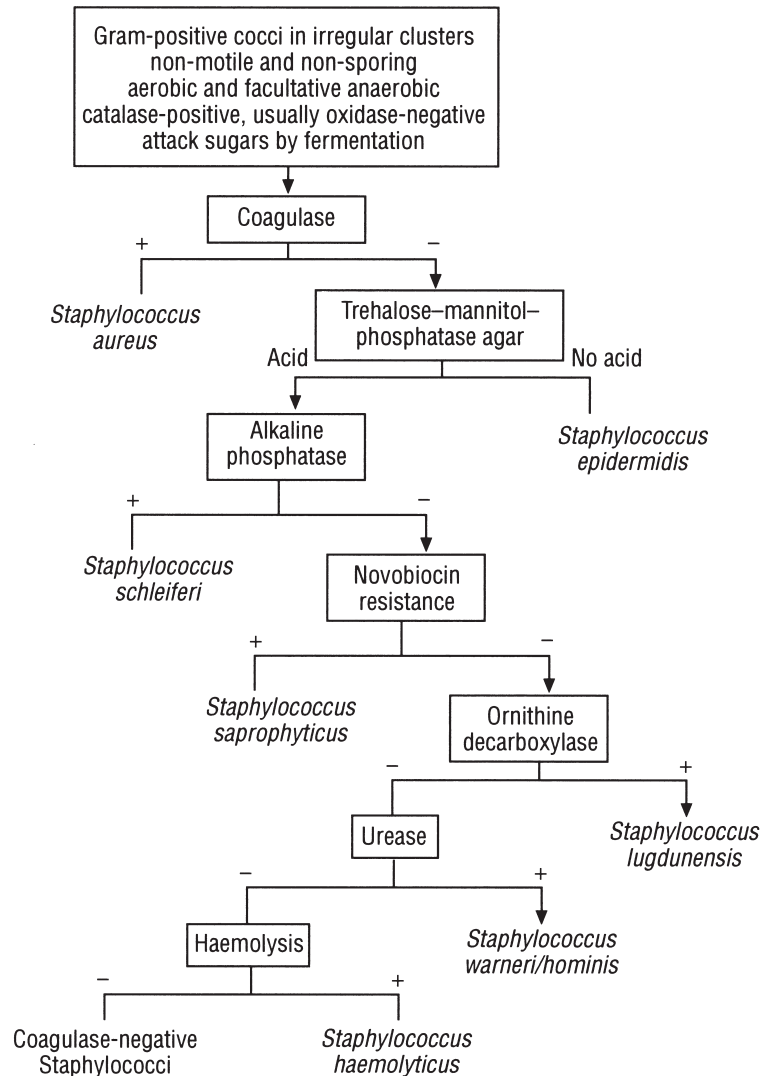 Gram-positive cocci in irregular clusters
non-motile and non-sporing
aerobic and facultative anaerobic
catalase-positive, usually oxidase-negative
attack sugars by fermentation
Coagulase
+
–
Staphylococcus
aureus
Trehalose–mannitol–
phosphatase agar
Acid
No acid
Alkaline
phosphatase
Staphylococcus
epidermidis
+
–
Staphylococcus
schleiferi
Novobiocin
resistance
+
–
Staphylococcus
saprophyticus
Ornithine
decarboxylase
–
+
Urease
Staphylococcus
lugdunensis
–
+
Haemolysis
Staphylococcus
warneri/hominis
–
+
Coagulase-negative
Staphylococci
Staphylococcus
haemolyticus